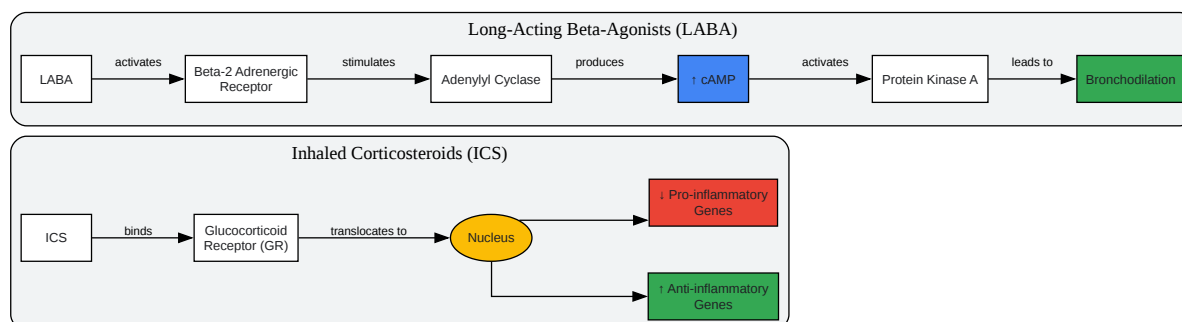 Long-Acting Beta-Agonists (LABA)
LABA
activates
Beta-2 Adrenergic
Receptor
stimulates
Adenylyl Cyclase
produces
↑ cAMP
activates
Protein Kinase A
leads to
Bronchodilation
Inhaled Corticosteroids (ICS)
ICS
binds
Glucocorticoid
Receptor (GR)
translocates to
Nucleus
↓ Pro-inflammatory
Genes
↑ Anti-inflammatory
Genes